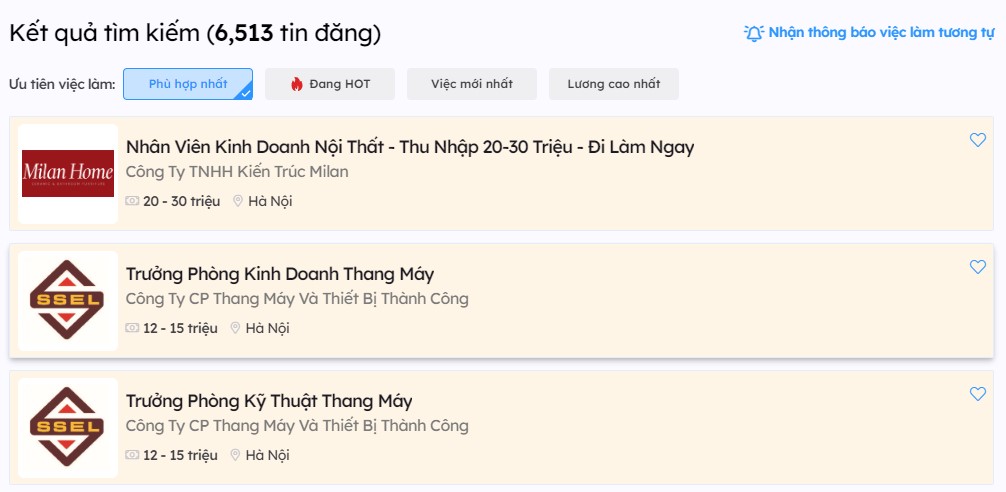 Kết quả tìm kiếm (6,513 tin đăng)
Nhận thông báo việc làm tương tự
Ưu tiên việc làm: Phù hợp nhất Đang HOT Việc mới nhất Lương cao nhất
Milan Home
CERAMIC & BATHROOM FURNITURE
Nhân Viên Kinh Doanh Nội Thất - Thu Nhập 20-30 Triệu - Đi Làm Ngay
Công Ty TNHH Kiến Trúc Milan
20 - 30 triệu Hà Nội
SSEL
Trưởng Phòng Kinh Doanh Thang Máy
Công Ty CP Thang Máy Và Thiết Bị Thành Công
12 - 15 triệu Hà Nội
SSEL
Trưởng Phòng Kỹ Thuật Thang Máy
Công Ty CP Thang Máy Và Thiết Bị Thành Công
12 - 15 triệu Hà Nội